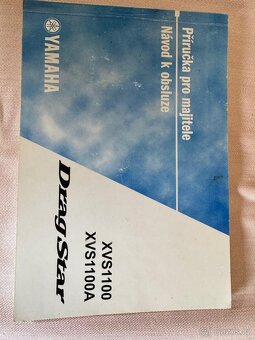 Příručka pro majitele
Návod k obsluze
YAMAHA
XVS1100
XVS1100A
DragStar